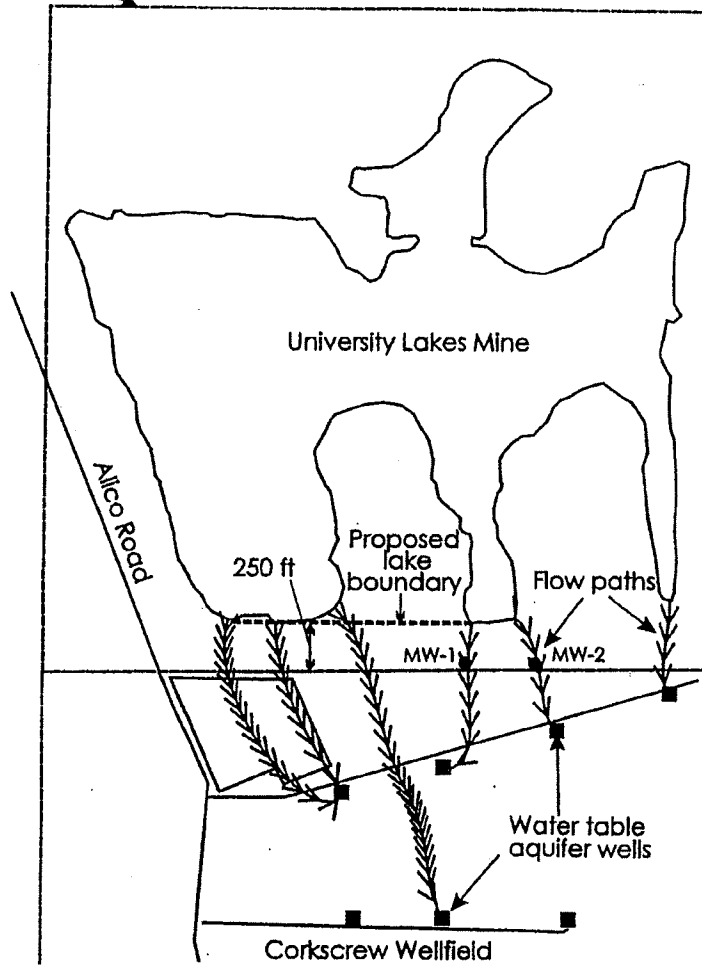 University Lakes Mine
Alico Road
250 ft
Proposed
lake
boundary
Flow paths
MW-1
MW-2
Water table
aquifer wells
Corkscrew Wellfield